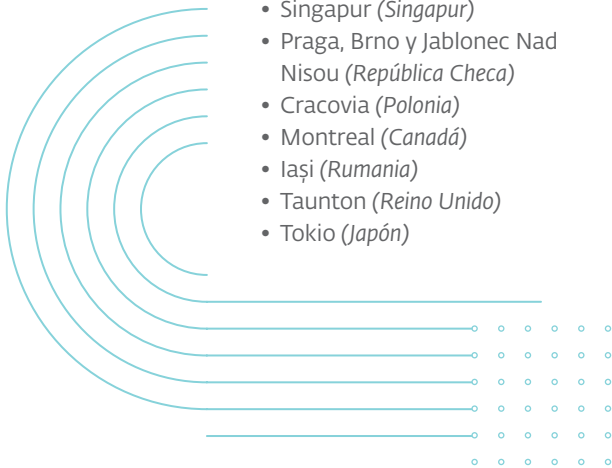 • Singapur (Singapur)
• Praga, Brno y Jablonec Nad
Nisou (República Checa)
• Cracovia (Polonia)
• Montreal (Canadá)
• Iași (Rumania)
• Taunton (Reino Unido)
• Tokio (Japón)